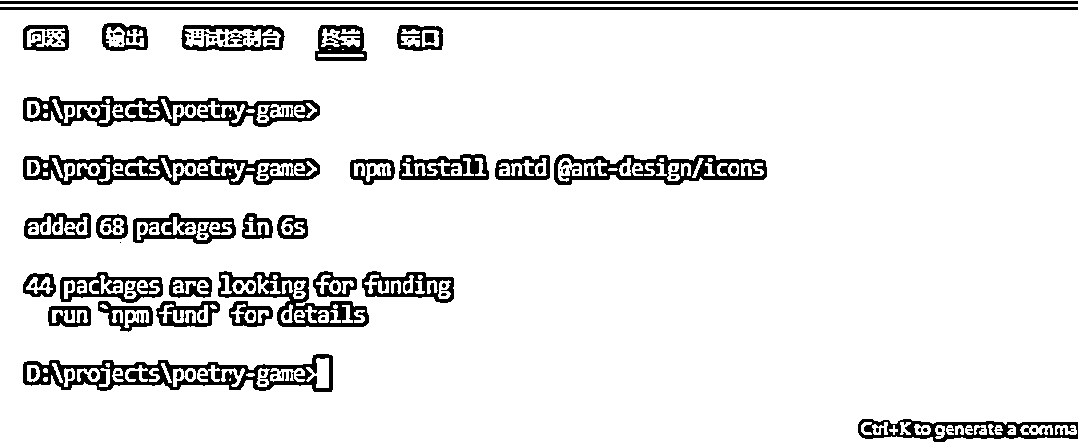 问题 输出 调试控制台 终端 端口
D:\projects\poetry-game>
D:\projects\poetry-game> npm install antd @ant-design/icons
added 68 packages in 6s
44 packages are looking for funding
run `npm fund` for details
D:\projects\poetry-game>
Ctrl+K to generate a comma